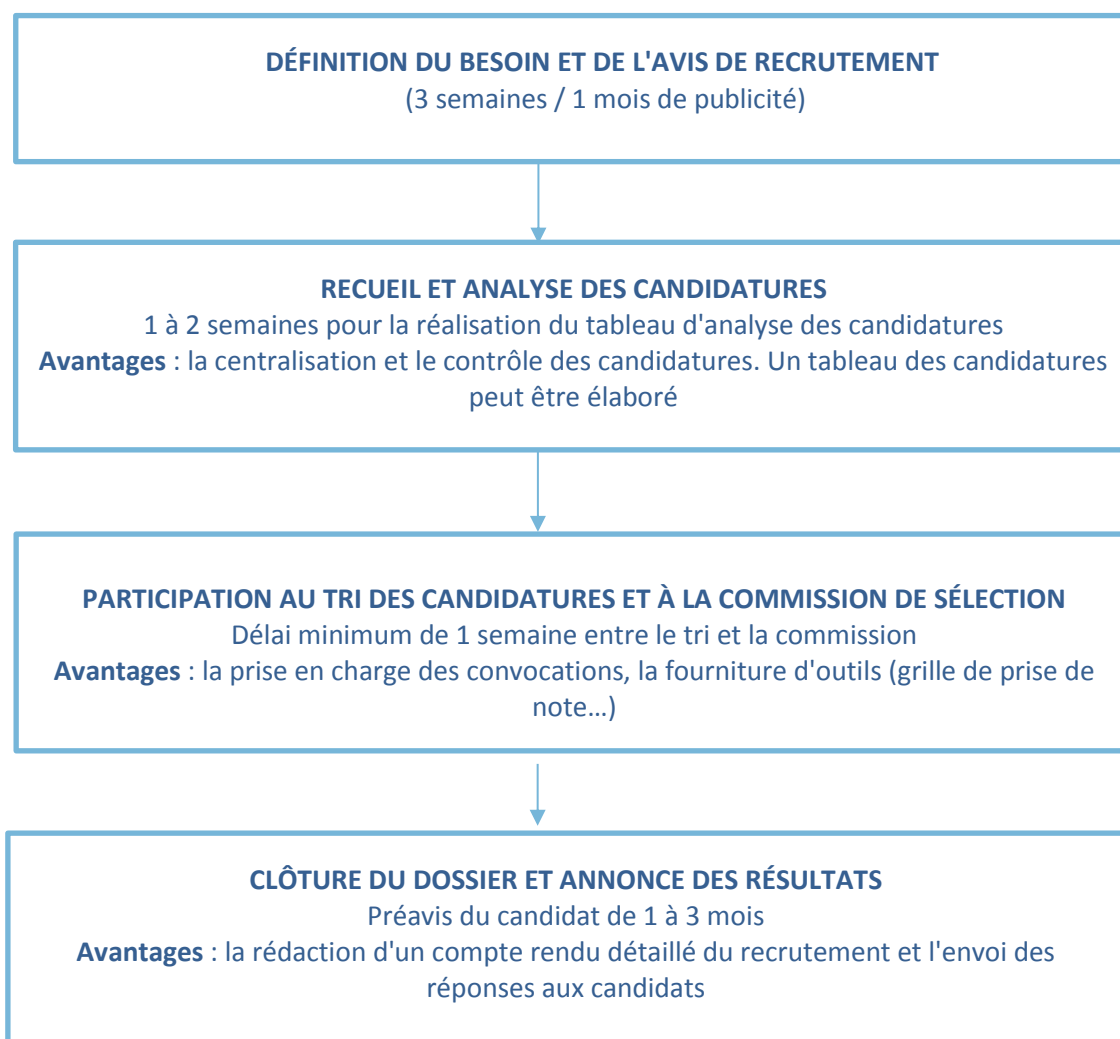 DÉFINITION DU BESOIN ET DE L'AVIS DE RECRUTEMENT
(3 semaines / 1 mois de publicité)
RECUEIL ET ANALYSE DES CANDIDATURES
1 à 2 semaines pour la réalisation du tableau d'analyse des candidatures
Avantages : la centralisation et le contrôle des candidatures. Un tableau des candidatures
peut être élaboré
PARTICIPATION AU TRI DES CANDIDATURES ET À LA COMMISSION DE SÉLECTION
Délai minimum de 1 semaine entre le tri et la commission
Avantages : la prise en charge des convocations, la fourniture d'outils (grille de prise de
note…)
CLÔTURE DU DOSSIER ET ANNONCE DES RÉSULTATS
Préavis du candidat de 1 à 3 mois
Avantages : la rédaction d'un compte rendu détaillé du recrutement et l'envoi des
réponses aux candidats